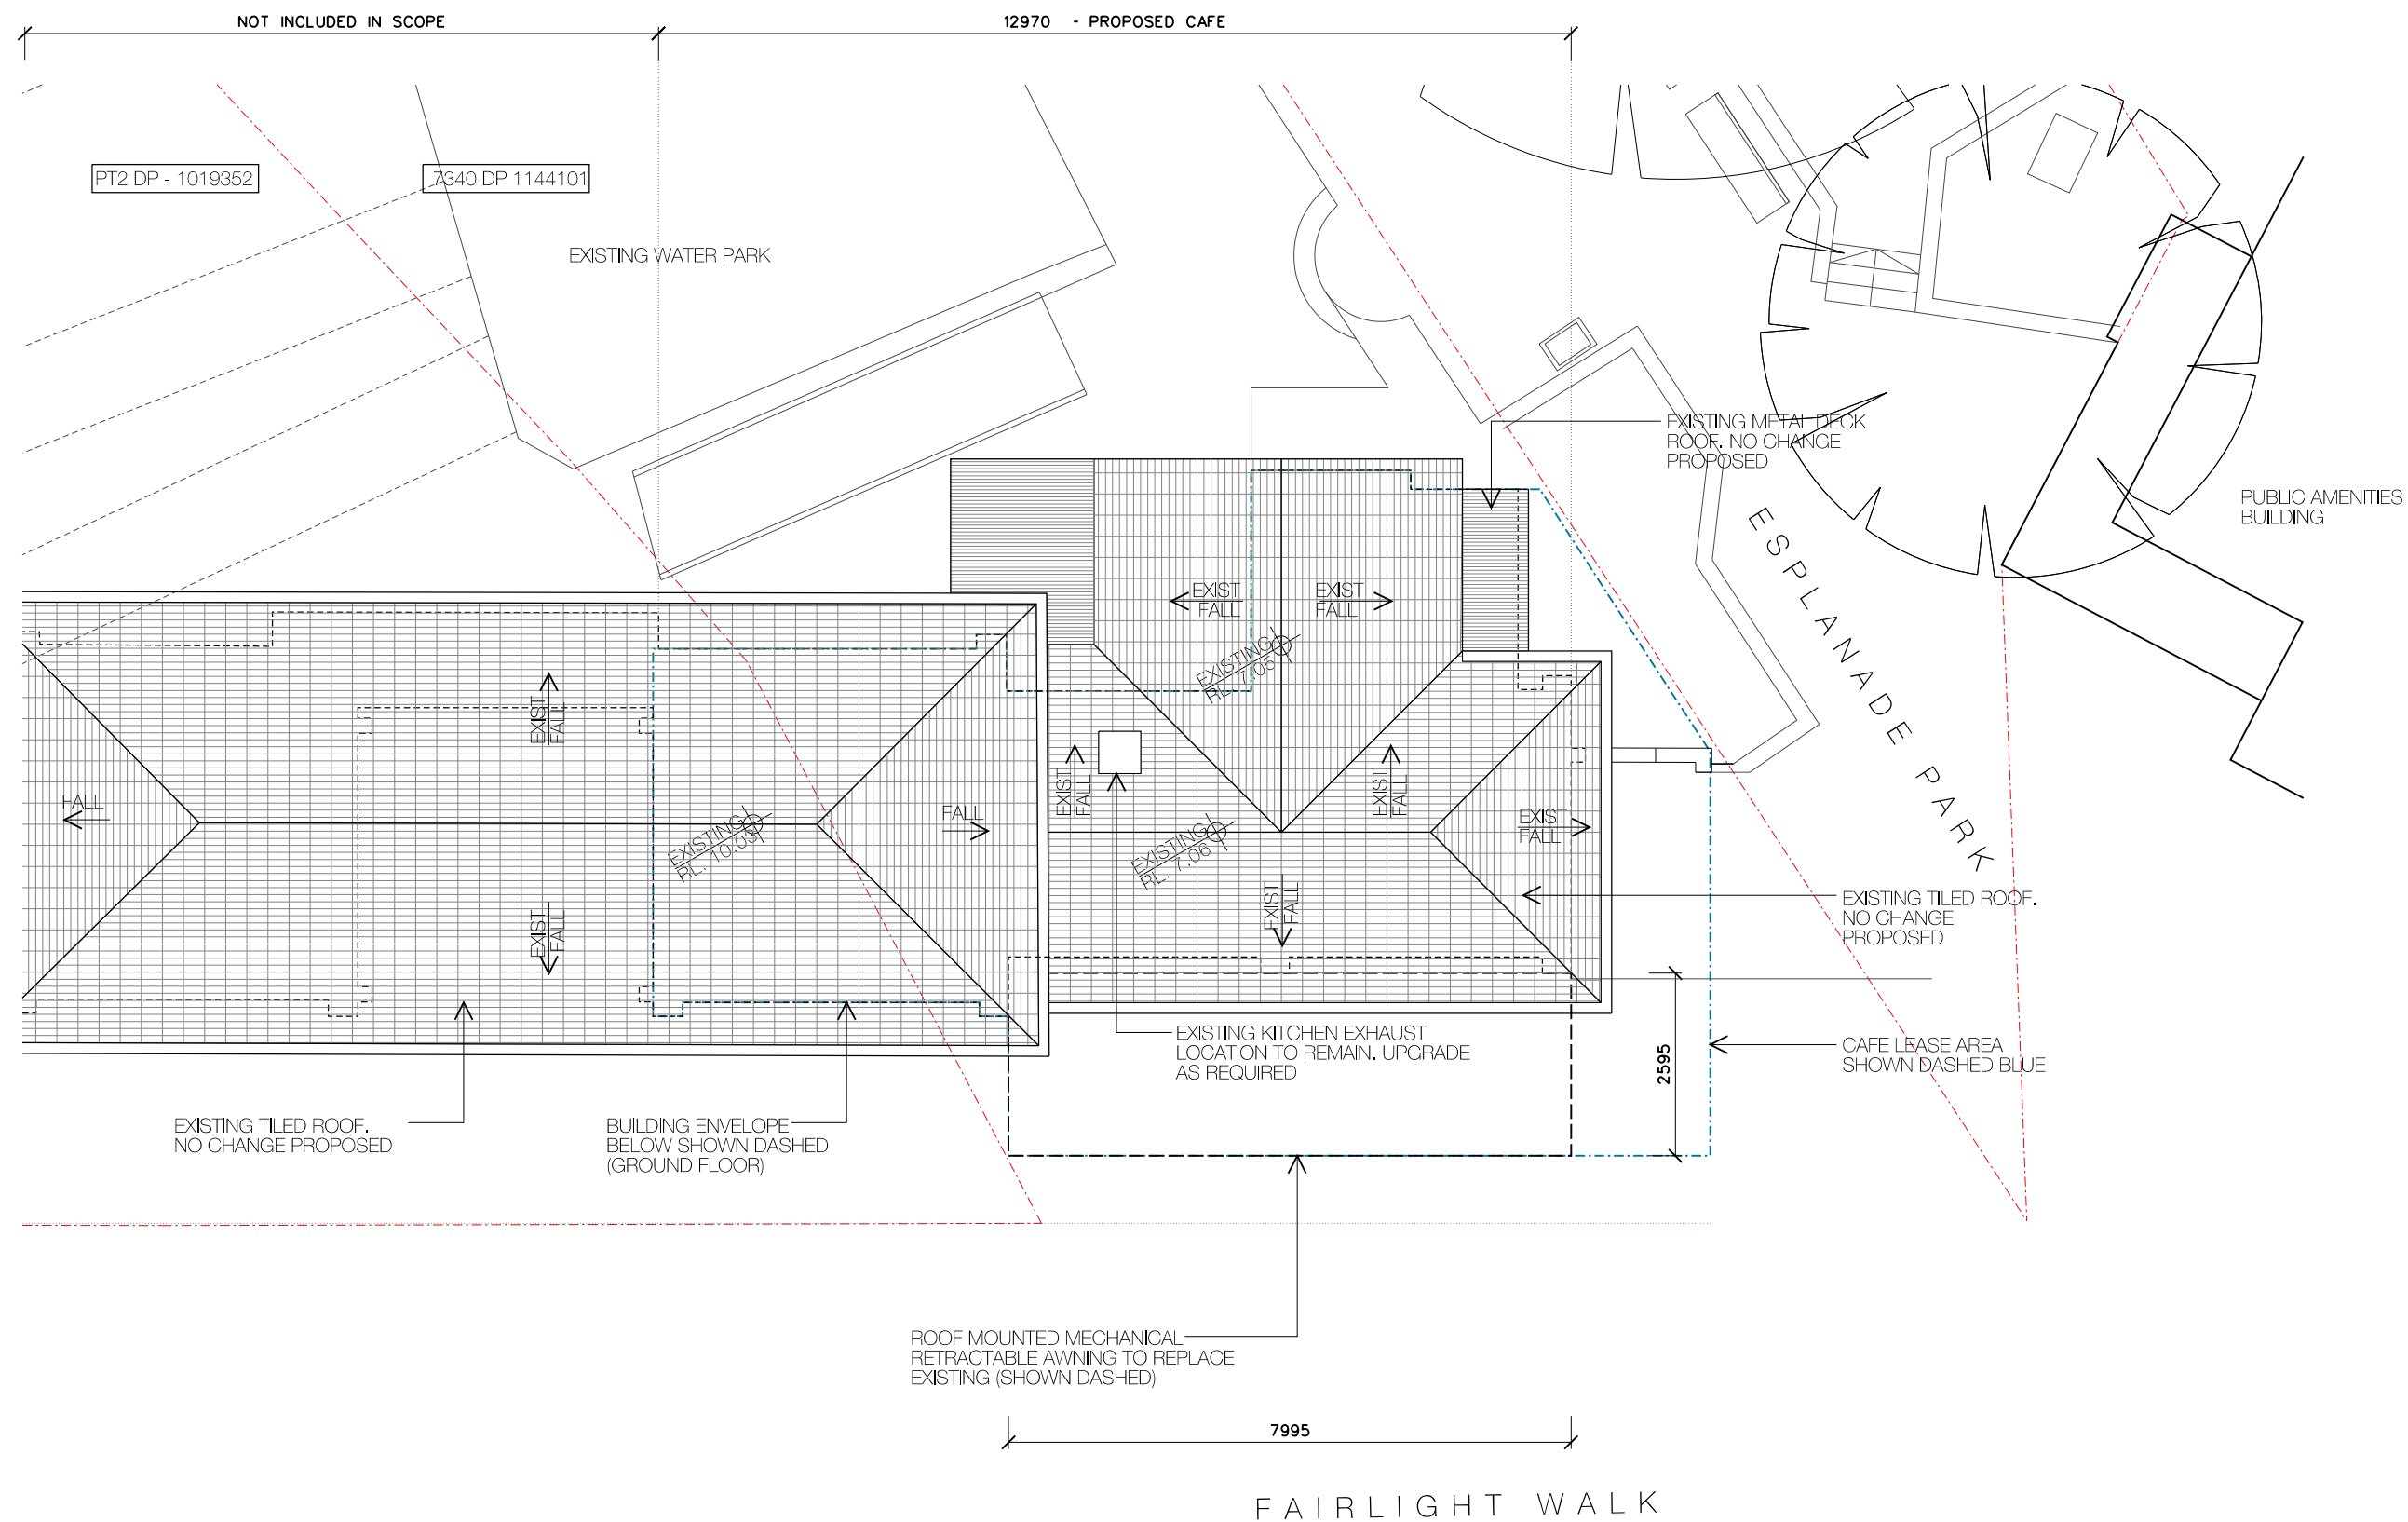 NOT INCLUDED IN SCOPE
12970 - PROPOSED CAFE
PT2 DP - 1019352
7340 DP 1144101
EXISTING WATER PARK
EXISTING METAL DECK
ROOF. NO CHANGE
PROPOSED
PUBLIC AMENITIES
BUILDING
ESPLANADE PARK
EXIST
FALL
EXIST
FALL
EXISTING
RL. 7.05
EXIST
FALL
FALL
EXISTING
RL. 10.03
FALL
EXIST
FALL
EXISTING
RL. 7.06
EXIST
FALL
EXIST
FALL
EXIST
FALL
EXIST
FALL
EXISTING TILED ROOF.
NO CHANGE
PROPOSED
EXISTING KITCHEN EXHAUST
LOCATION TO REMAIN. UPGRADE
AS REQUIRED
2595
CAFE LEASE AREA
SHOWN DASHED BLUE
EXISTING TILED ROOF.
NO CHANGE PROPOSED
BUILDING ENVELOPE
BELOW SHOWN DASHED
(GROUND FLOOR)
ROOF MOUNTED MECHANICAL
RETRACTABLE AWNING TO REPLACE
EXISTING (SHOWN DASHED)
7995
FAIRLIGHT WALK